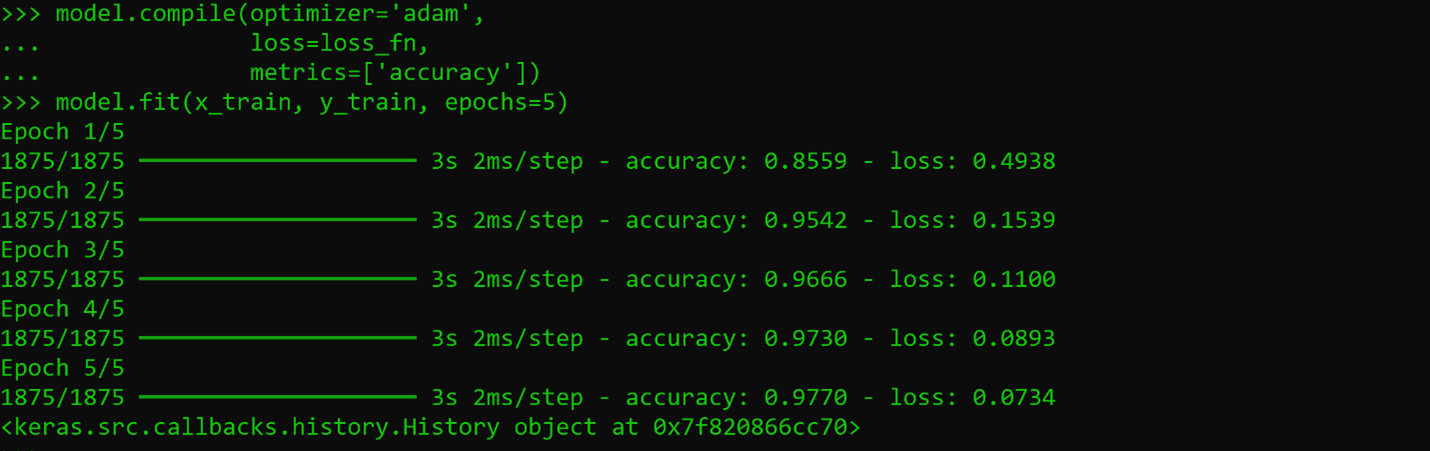 >>> model.compile(optimizer='adam',
...               loss=loss_fn,
...               metrics=['accuracy'])
>>> model.fit(x_train, y_train, epochs=5)
Epoch 1/5
1875/1875 ━━━━━━━━━━━━━━━━━━━━ 3s 2ms/step - accuracy: 0.8559 - loss: 0.4938
Epoch 2/5
1875/1875 ━━━━━━━━━━━━━━━━━━━━ 3s 2ms/step - accuracy: 0.9542 - loss: 0.1539
Epoch 3/5
1875/1875 ━━━━━━━━━━━━━━━━━━━━ 3s 2ms/step - accuracy: 0.9666 - loss: 0.1100
Epoch 4/5
1875/1875 ━━━━━━━━━━━━━━━━━━━━ 3s 2ms/step - accuracy: 0.9730 - loss: 0.0893
Epoch 5/5
1875/1875 ━━━━━━━━━━━━━━━━━━━━ 3s 2ms/step - accuracy: 0.9770 - loss: 0.0734
<keras.src.callbacks.history.History object at 0x7f820866cc70>